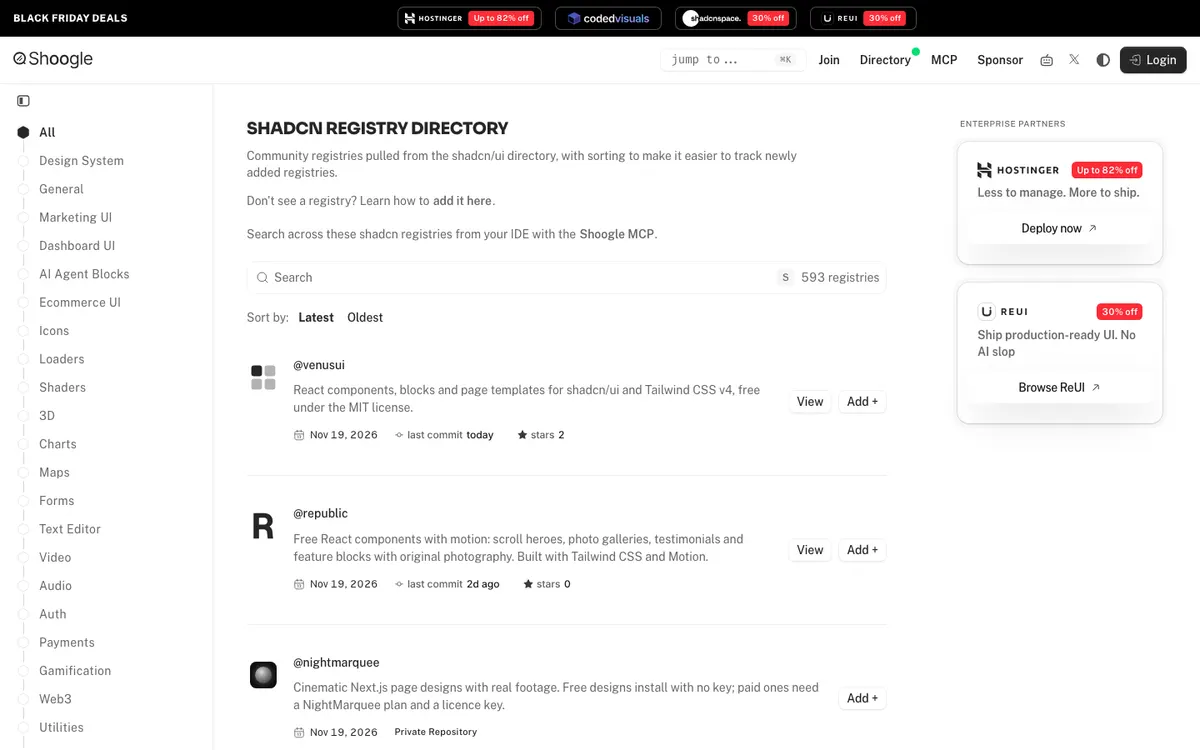 BLACK FRIDAY DEALS
HOSTINGER Up to 82% off
codedvisuals
shadcnspace. 30% off
REUI 30% off
Shoogle
jump to... ⌘K
Join
Directory
MCP
Sponsor
Login
All
Design System
General
Marketing UI
Dashboard UI
AI Agent Blocks
Ecommerce UI
Icons
Loaders
Shaders
3D
Charts
Maps
Forms
Text Editor
Video
Audio
Auth
Payments
Gamification
Web3
Utilities
SHADCN REGISTRY DIRECTORY
Community registries pulled from the shadcn/ui directory, with sorting to make it easier to track newly
added registries.
Don't see a registry? Learn how to add it here.
Search across these shadcn registries from your IDE with the Shoogle MCP.
Search S 593 registries
Sort by: Latest Oldest
@venusui
React components, blocks and page templates for shadcn/ui and Tailwind CSS v4, free
under the MIT license.
Nov 19, 2026 last commit today stars 2
View Add +
R
@republic
Free React components with motion: scroll heroes, photo galleries, testimonials and
feature blocks with original photography. Built with Tailwind CSS and Motion.
Nov 19, 2026 last commit 2d ago stars 0
View Add +
@nightmarquee
Cinematic Next.js page designs with real footage. Free designs install with no key; paid ones need
a NightMarquee plan and a licence key.
Nov 19, 2026 Private Repository
Add +
ENTERPRISE PARTNERS
HOSTINGER Up to 82% off
Less to manage. More to ship.
Deploy now ↗
REUI 30% off
Ship production-ready UI. No
AI slop
Browse ReUI ↗